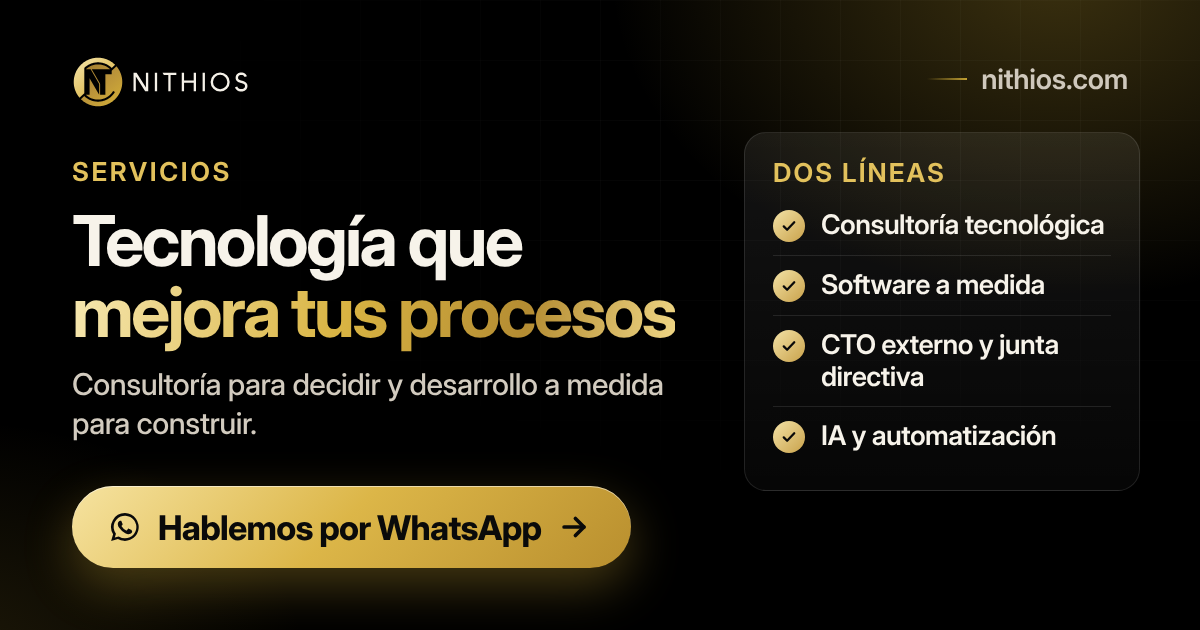 NITHIOS
nithios.com
SERVICIOS
Tecnología que
mejora tus procesos
Consultoría para decidir y desarrollo a medida
para construir.
Hablemos por WhatsApp →
DOS LÍNEAS
Consultoría tecnológica
Software a medida
CTO externo y junta
directiva
IA y automatización